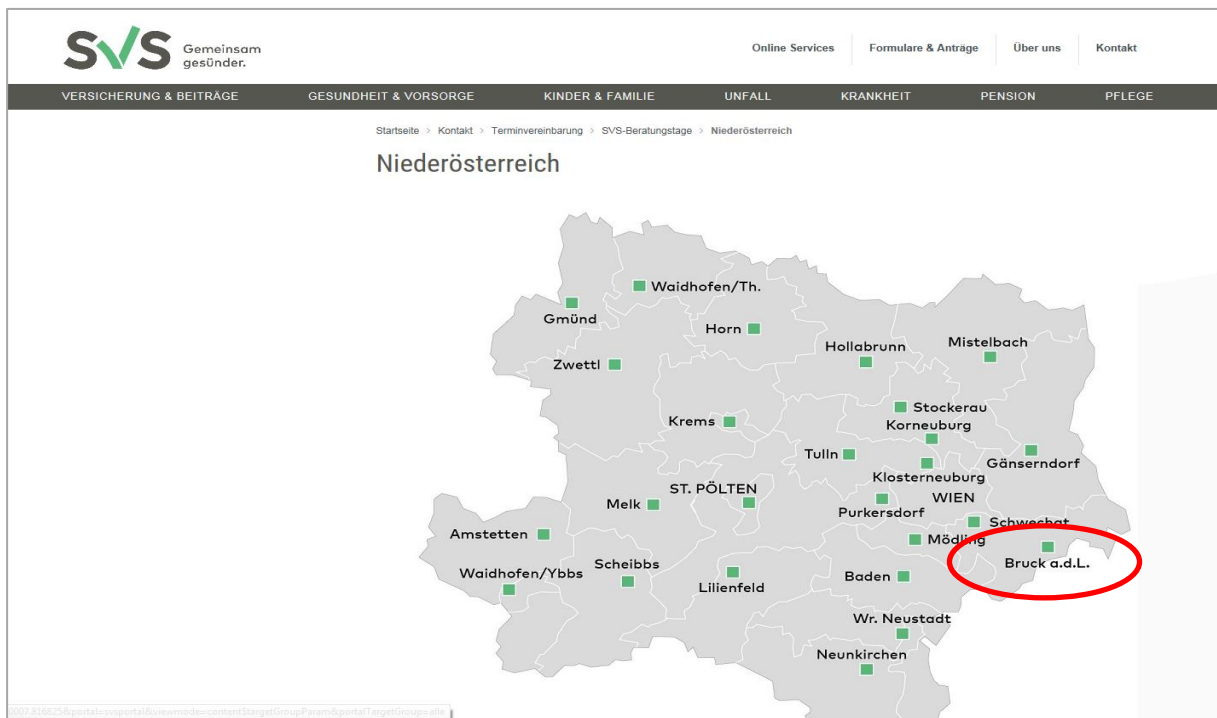 SVS Gemeinsam
gesünder.
Online Services Formulare & Anträge Über uns Kontakt
VERSICHERUNG & BEITRÄGE GESUNDHEIT & VORSORGE KINDER & FAMILIE UNFALL KRANKHEIT PENSION PFLEGE
Startseite > Kontakt > Terminvereinbarung > SVS-Beratungstage > Niederösterreich
Niederösterreich
Waidhofen/Th.
Gmünd
Horn
Hollabrunn
Mistelbach
Zwettl
Stockerau
Krems
Korneuburg
Tulln
Gänserndorf
Klosterneuburg
ST. PÖLTEN
WIEN
Melk
Purkersdorf
Schwechat
Amstetten
Mödling
Scheibbs
Bruck a.d.L.
Waidhofen/Ybbs
Baden
Lilienfeld
Wr. Neustadt
Neunkirchen